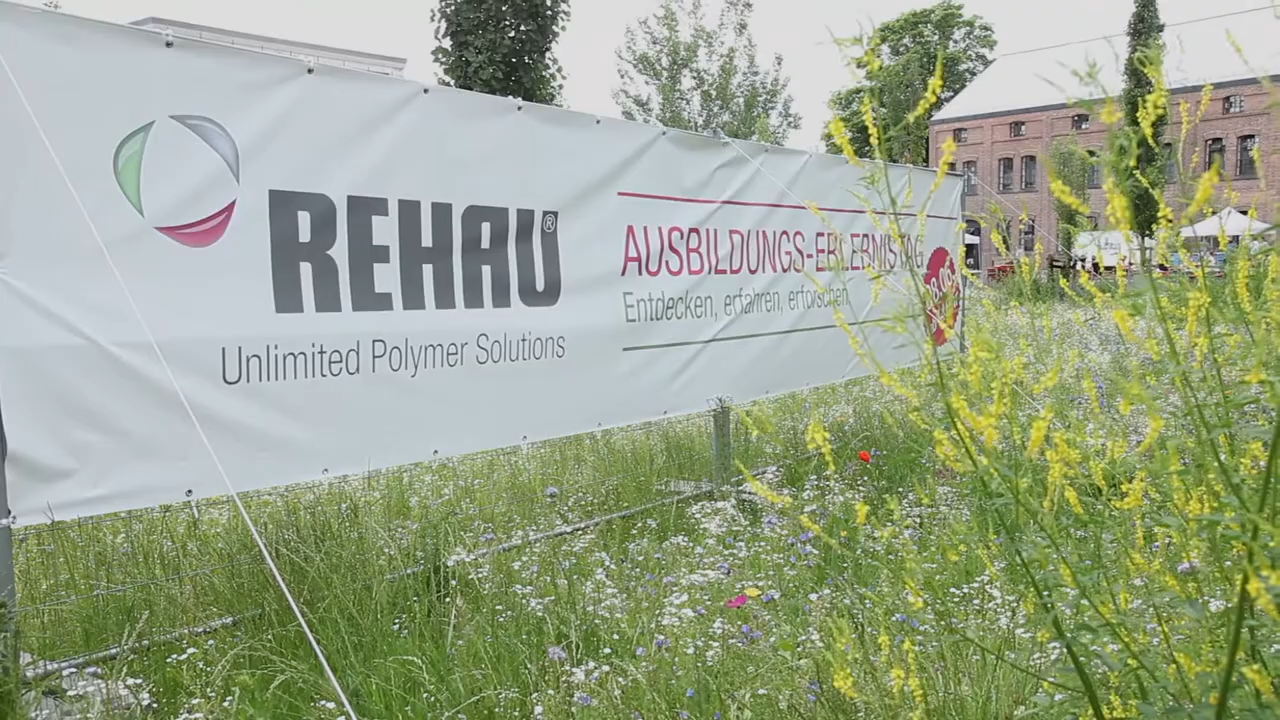 REHAU®
Unlimited Polymer Solutions
AUSBILDUNGS-ERLEBNISTAG
Entdecken, erfahren, erforschen